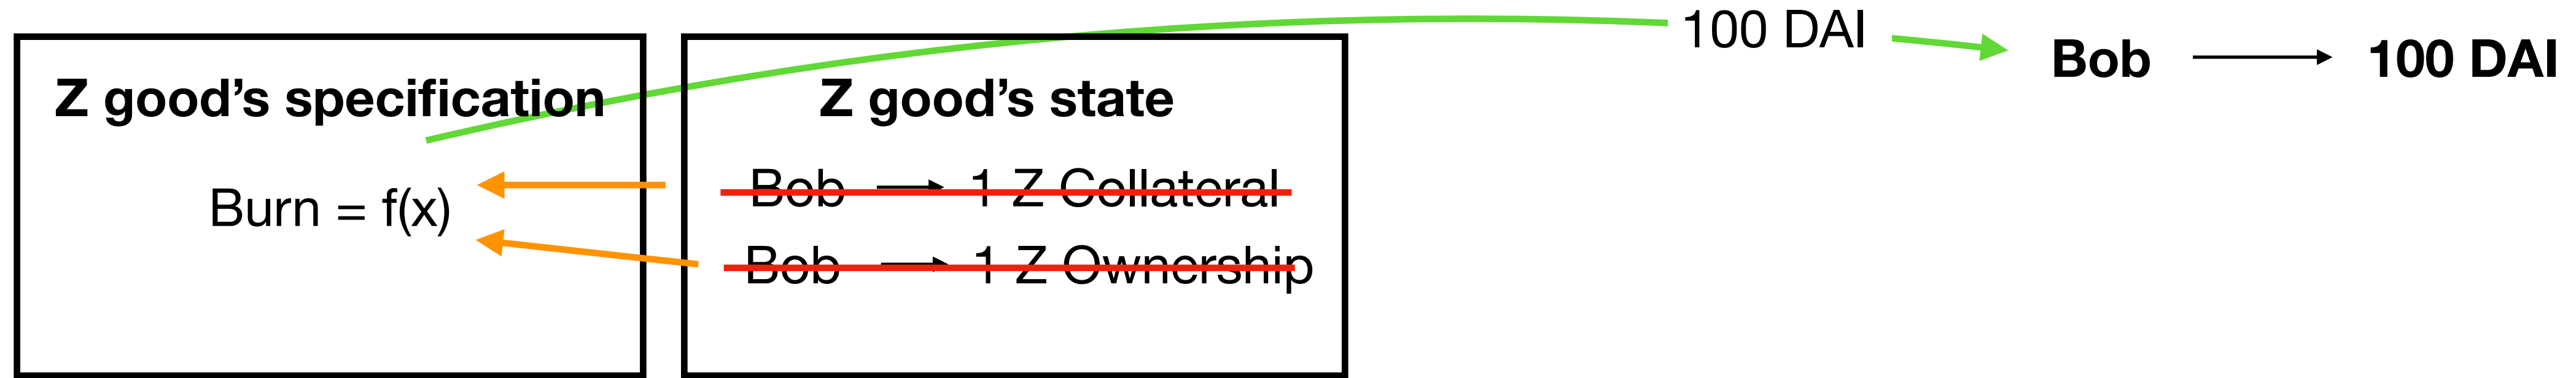 Z good’s specification
Burn = f(x)
Z good’s state
Bob 1 Z Collateral
Bob 1 Z Ownership
100 DAI
Bob 100 DAI